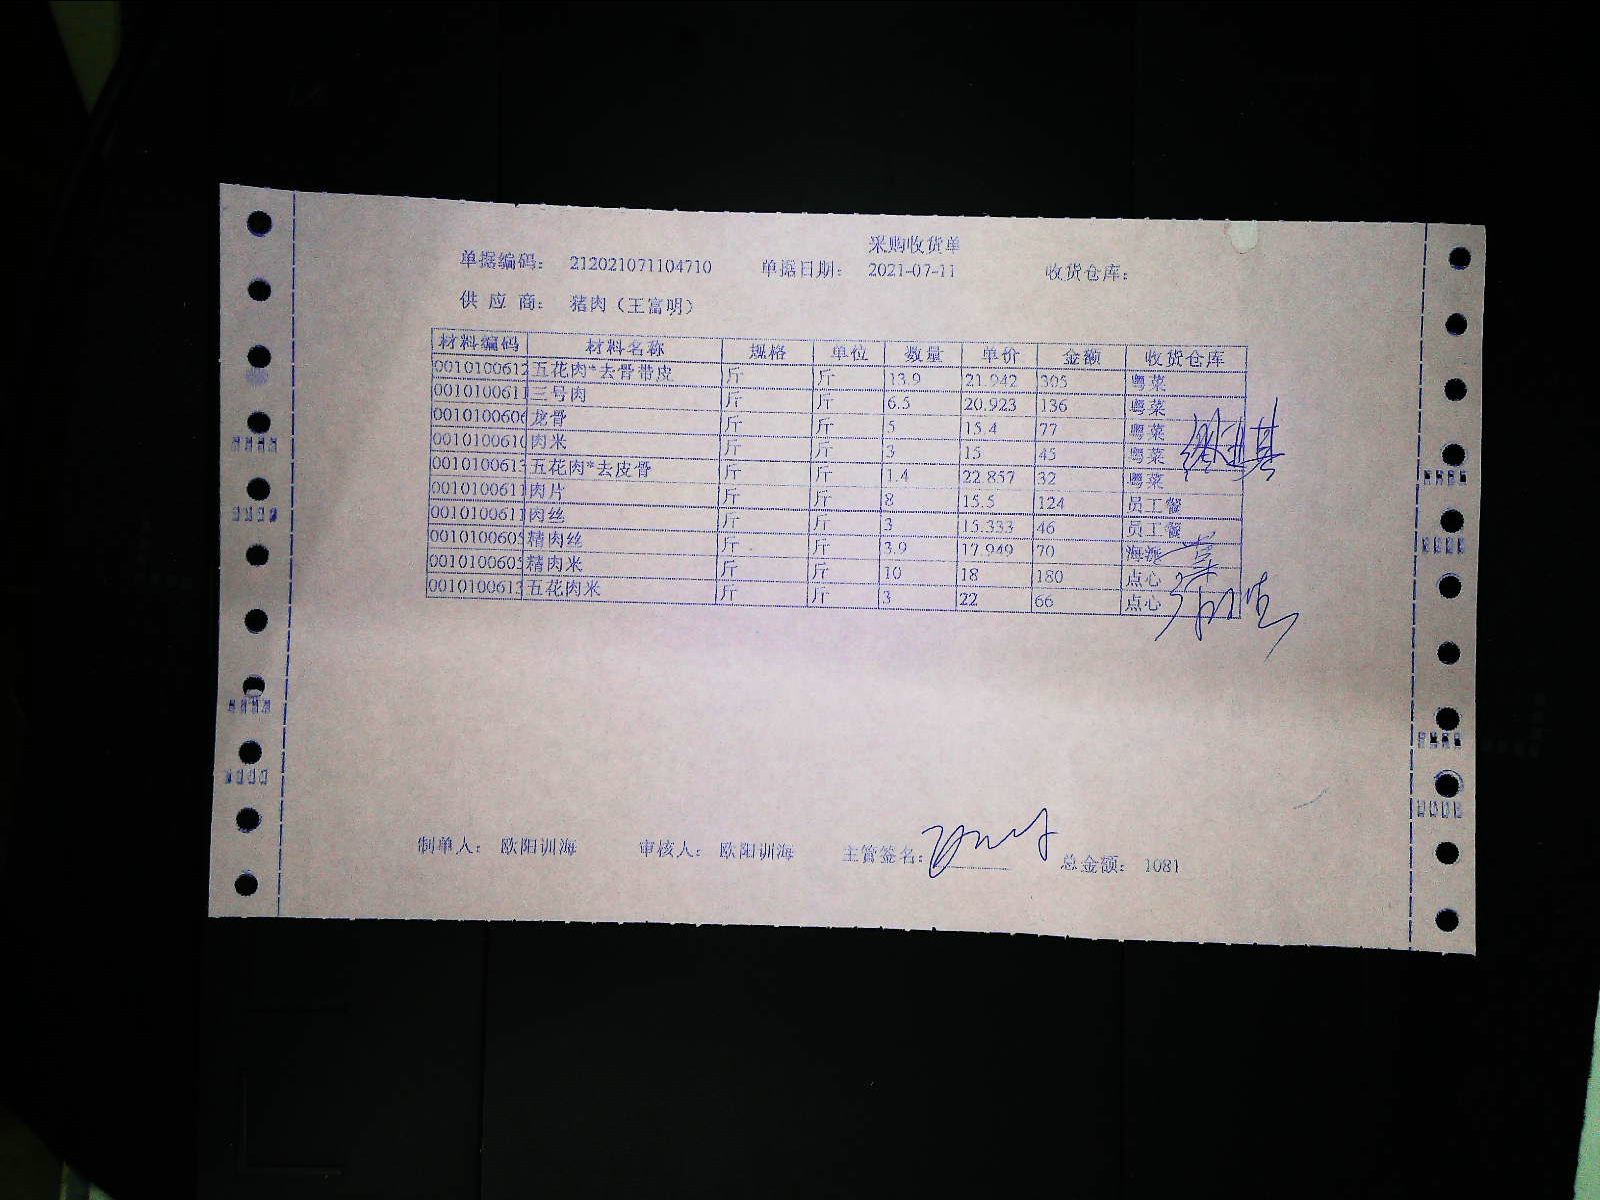 采购收货单
单据编码： 212021071104710 单据日期： 2021-07-11 收货仓库：
供 应 商： 猪肉（王富明）
材料编码 材料名称 规格 单位 数量 单价 金额 收货仓库
0010100612 五花肉*去骨带皮 斤 斤 13.9 21.942 305 粤菜
0010100611 三号肉 斤 斤 6.5 20.923 136 粤菜
001010060 龙骨 斤 斤 5 15.4 77 粤菜
001010061 肉米 斤 斤 3 15 45 粤菜
001010061 五花肉*去皮骨 斤 斤 1.4 22.857 32 粤菜
0010100611 肉片 斤 斤 8 15.5 124 员工餐
0010100611 肉丝 斤 斤 3 15.333 46 员工餐
001010060 精肉丝 斤 斤 3.9 17.949 70
001010060 精肉米 斤 斤 10 18 180 点心
001010061 五花肉米 斤 斤 3 22 66 点心
制单人： 欧阳训海 审核人： 欧阳训海 主管签名： 总金额： 1081